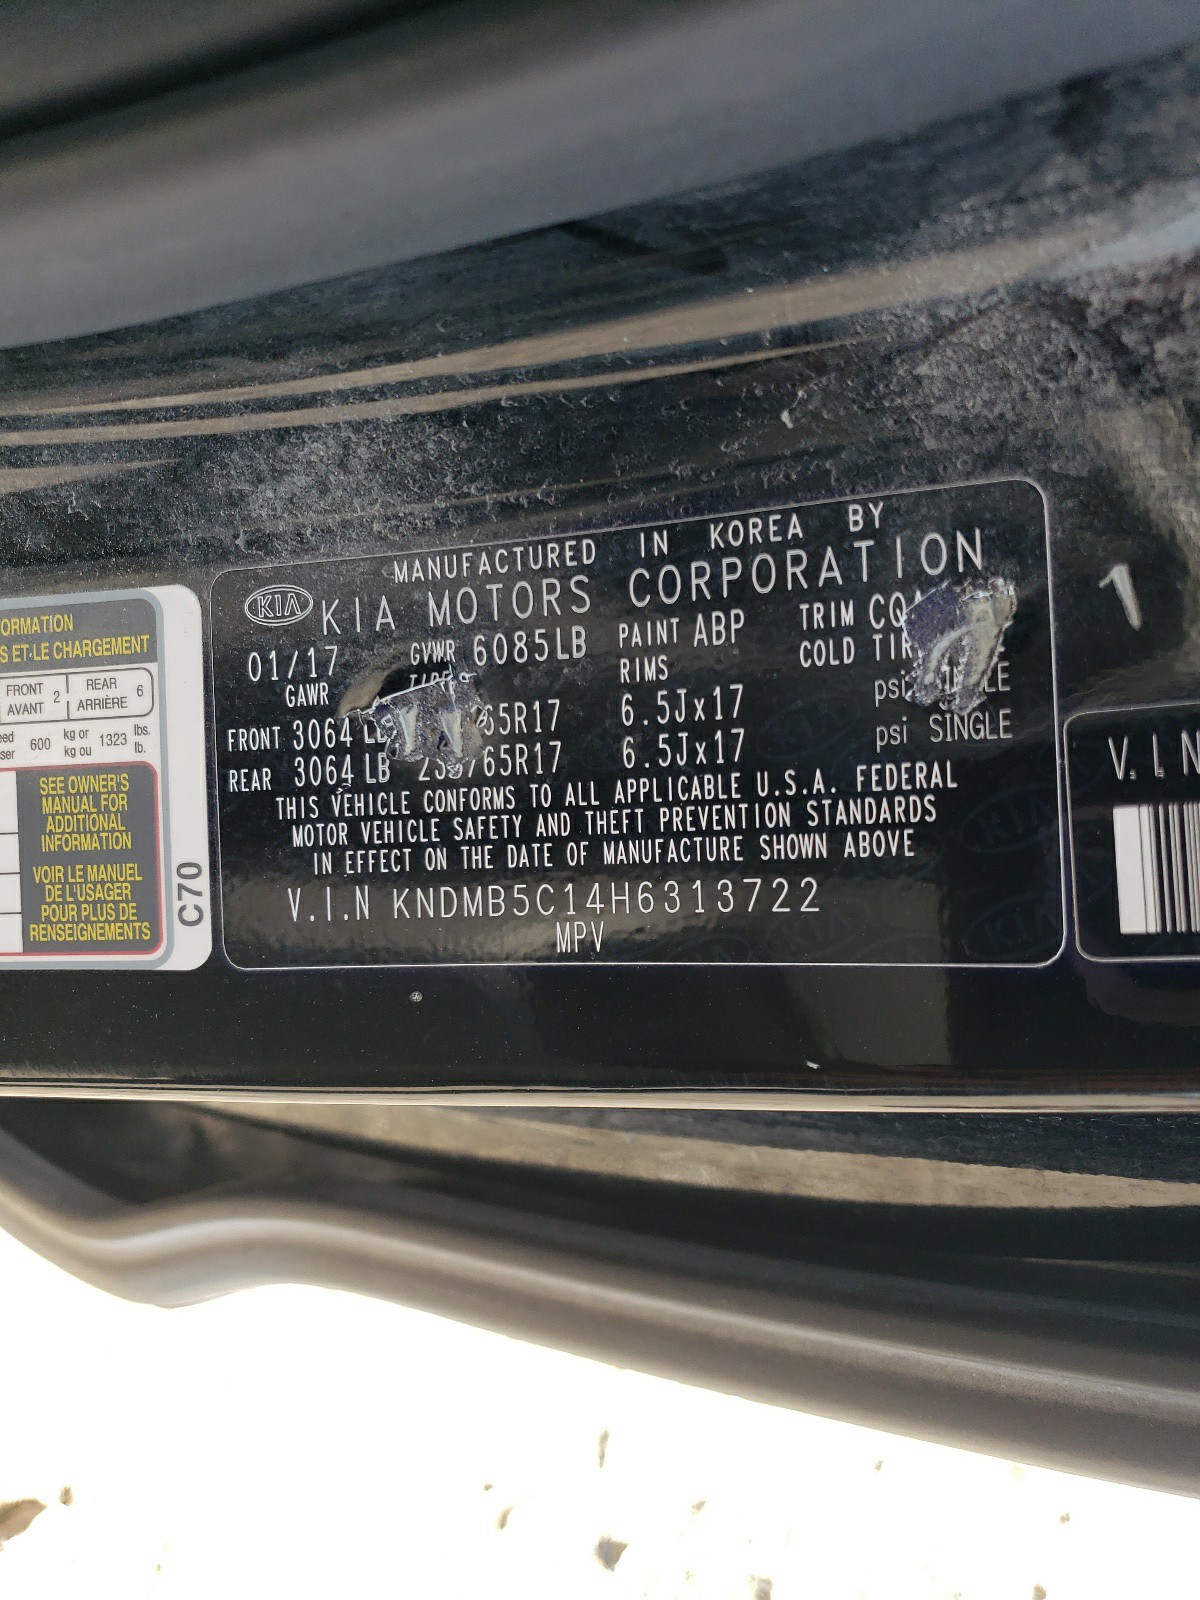 ORMATION
S ET LE CHARGEMENT
FRONT
AVANT 2
REAR
ARRIÈRE 6
600 kg or
kg ou 1323 lbs.
lb.
SEE OWNER'S
MANUAL FOR
ADDITIONAL
INFORMATION
VOIR LE MANUEL
DE L'USAGER
POUR PLUS DE
RENSEIGNEMENTS
C70
MANUFACTURED IN KOREA BY
KIA KIA MOTORS CORPORATION
01/17 GVWR 6085LB PAINT ABP TRIM
GAWR RIMS COLD
FRONT 3064 65R17 6.5Jx17 psi
REAR 3064 LB /65R17 6.5Jx17 psi SINGLE
THIS VEHICLE CONFORMS TO ALL APPLICABLE U.S.A. FEDERAL
MOTOR VEHICLE SAFETY AND THEFT PREVENTION STANDARDS
IN EFFECT ON THE DATE OF MANUFACTURE SHOWN ABOVE
V.I.N KNDMB5C14H6313722
MPV
1
V.I.N